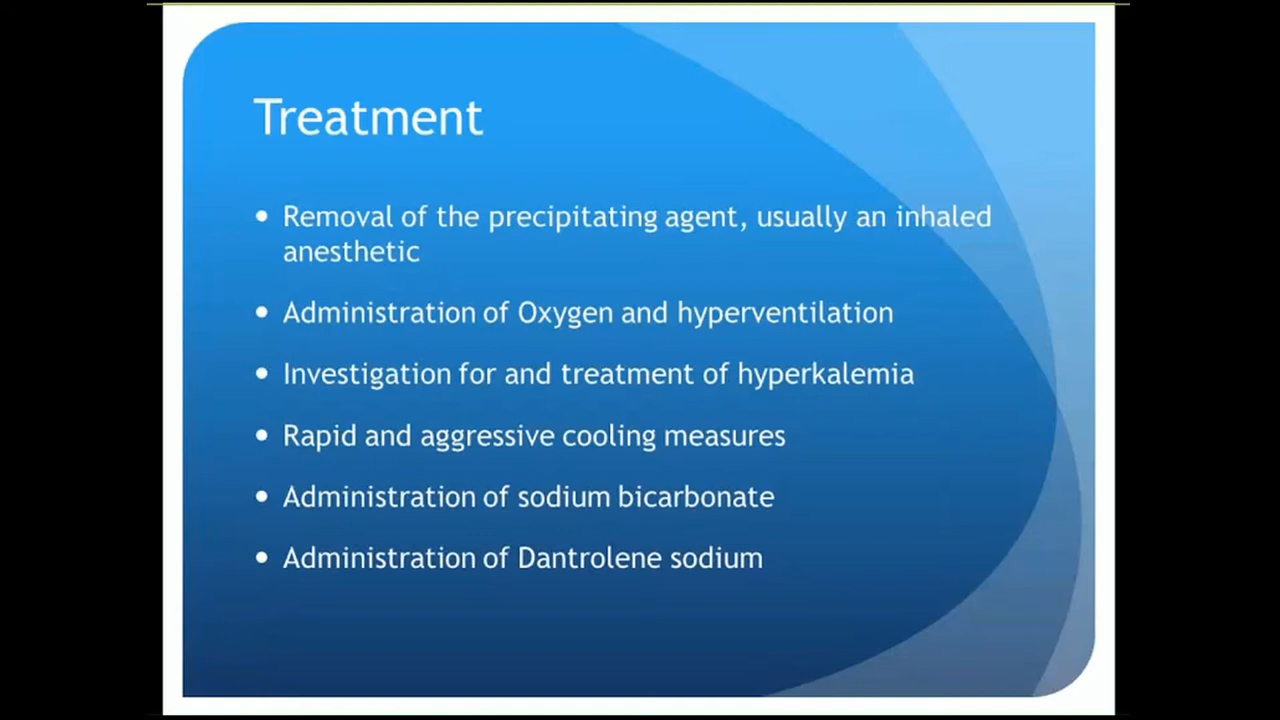 Treatment
• Removal of the precipitating agent, usually an inhaled
anesthetic
• Administration of Oxygen and hyperventilation
• Investigation for and treatment of hyperkalemia
• Rapid and aggressive cooling measures
• Administration of sodium bicarbonate
• Administration of Dantrolene sodium